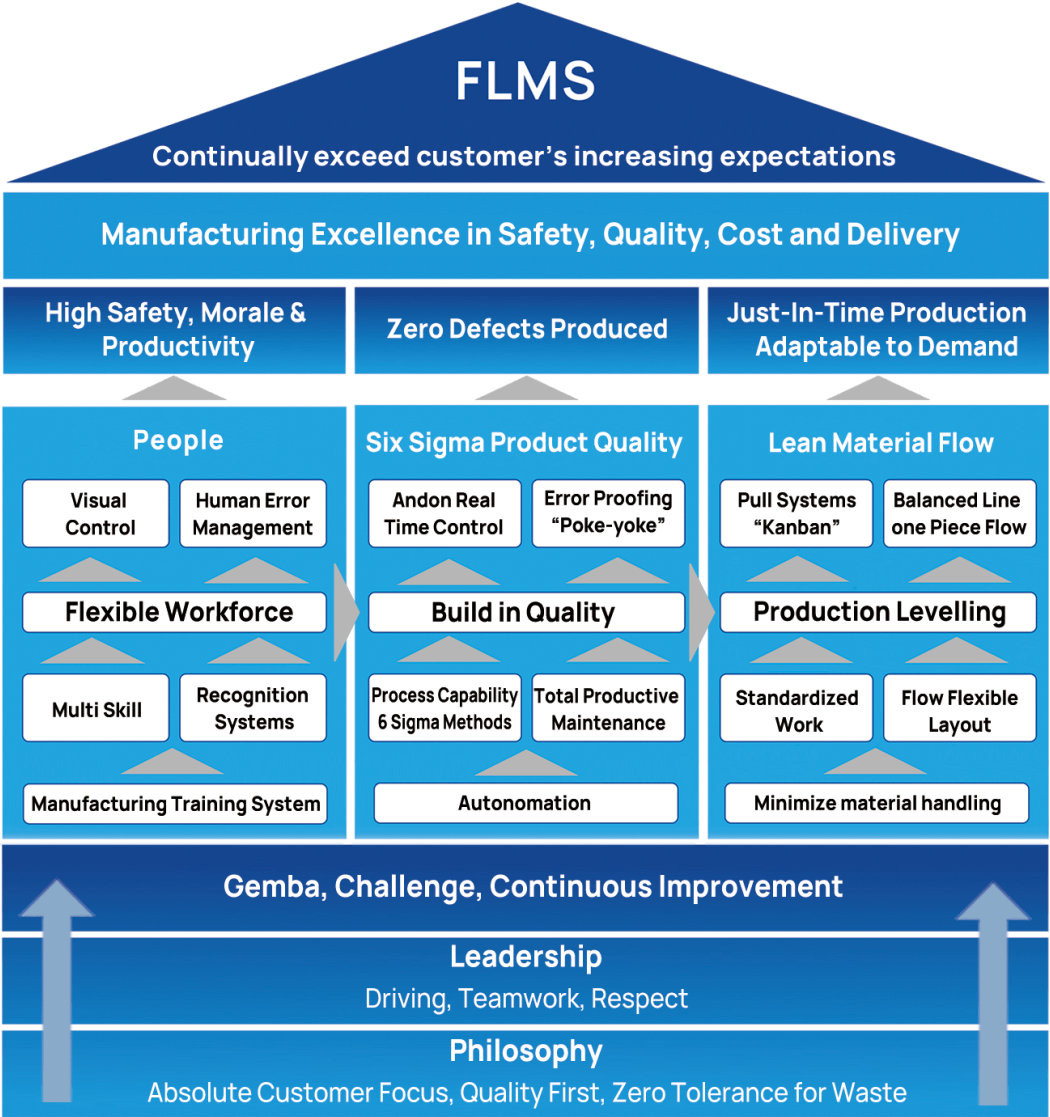 FLMS
Continually exceed customer's increasing expectations
Manufacturing Excellence in Safety, Quality, Cost and Delivery
High Safety, Morale &
Productivity
Zero Defects Produced
Just-In-Time Production
Adaptable to Demand
People
Visual
Control
Human Error
Management
Flexible Workforce
Multi Skill
Recognition
Systems
Manufacturing Training System
Six Sigma Product Quality
Andon Real
Time Control
Error Proofing
“Poke-yoke”
Build in Quality
Process Capability
6 Sigma Methods
Total Productive
Maintenance
Autonomation
Lean Material Flow
Pull Systems
“Kanban”
Balanced Line
one Piece Flow
Production Levelling
Standardized
Work
Flow Flexible
Layout
Minimize material handling
Gemba, Challenge, Continuous Improvement
Leadership
Driving, Teamwork, Respect
Philosophy
Absolute Customer Focus, Quality First, Zero Tolerance for Waste